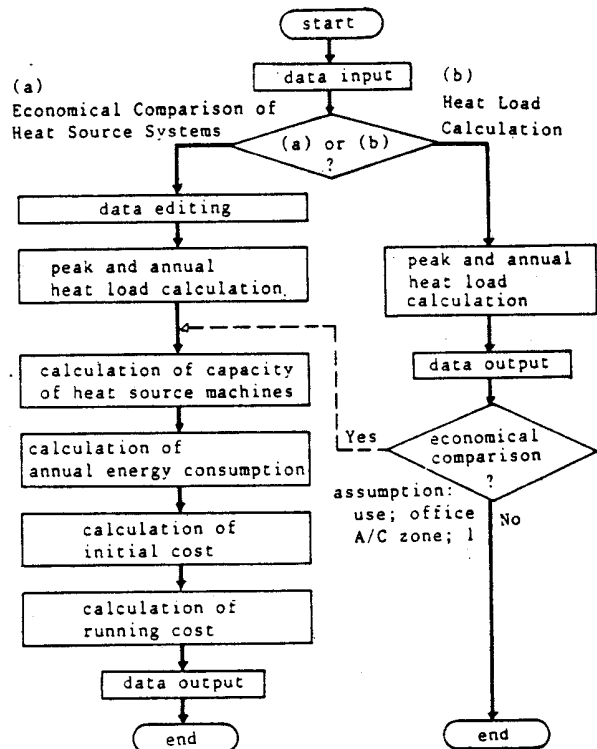 start
data input
(a)
Economical Comparison of
Heat Source Systems
(b)
Heat Load
Calculation
(a) or (b)
?
data editing
peak and annual
heat load calculation
calculation of capacity
of heat source machines
calculation of
annual energy consumption
calculation of
initial cost
calculation of
running cost
data output
end
peak and annual
heat load
calculation
data output
economical
comparison
?
Yes
No
assumption:
use; office
A/C zone; 1
end